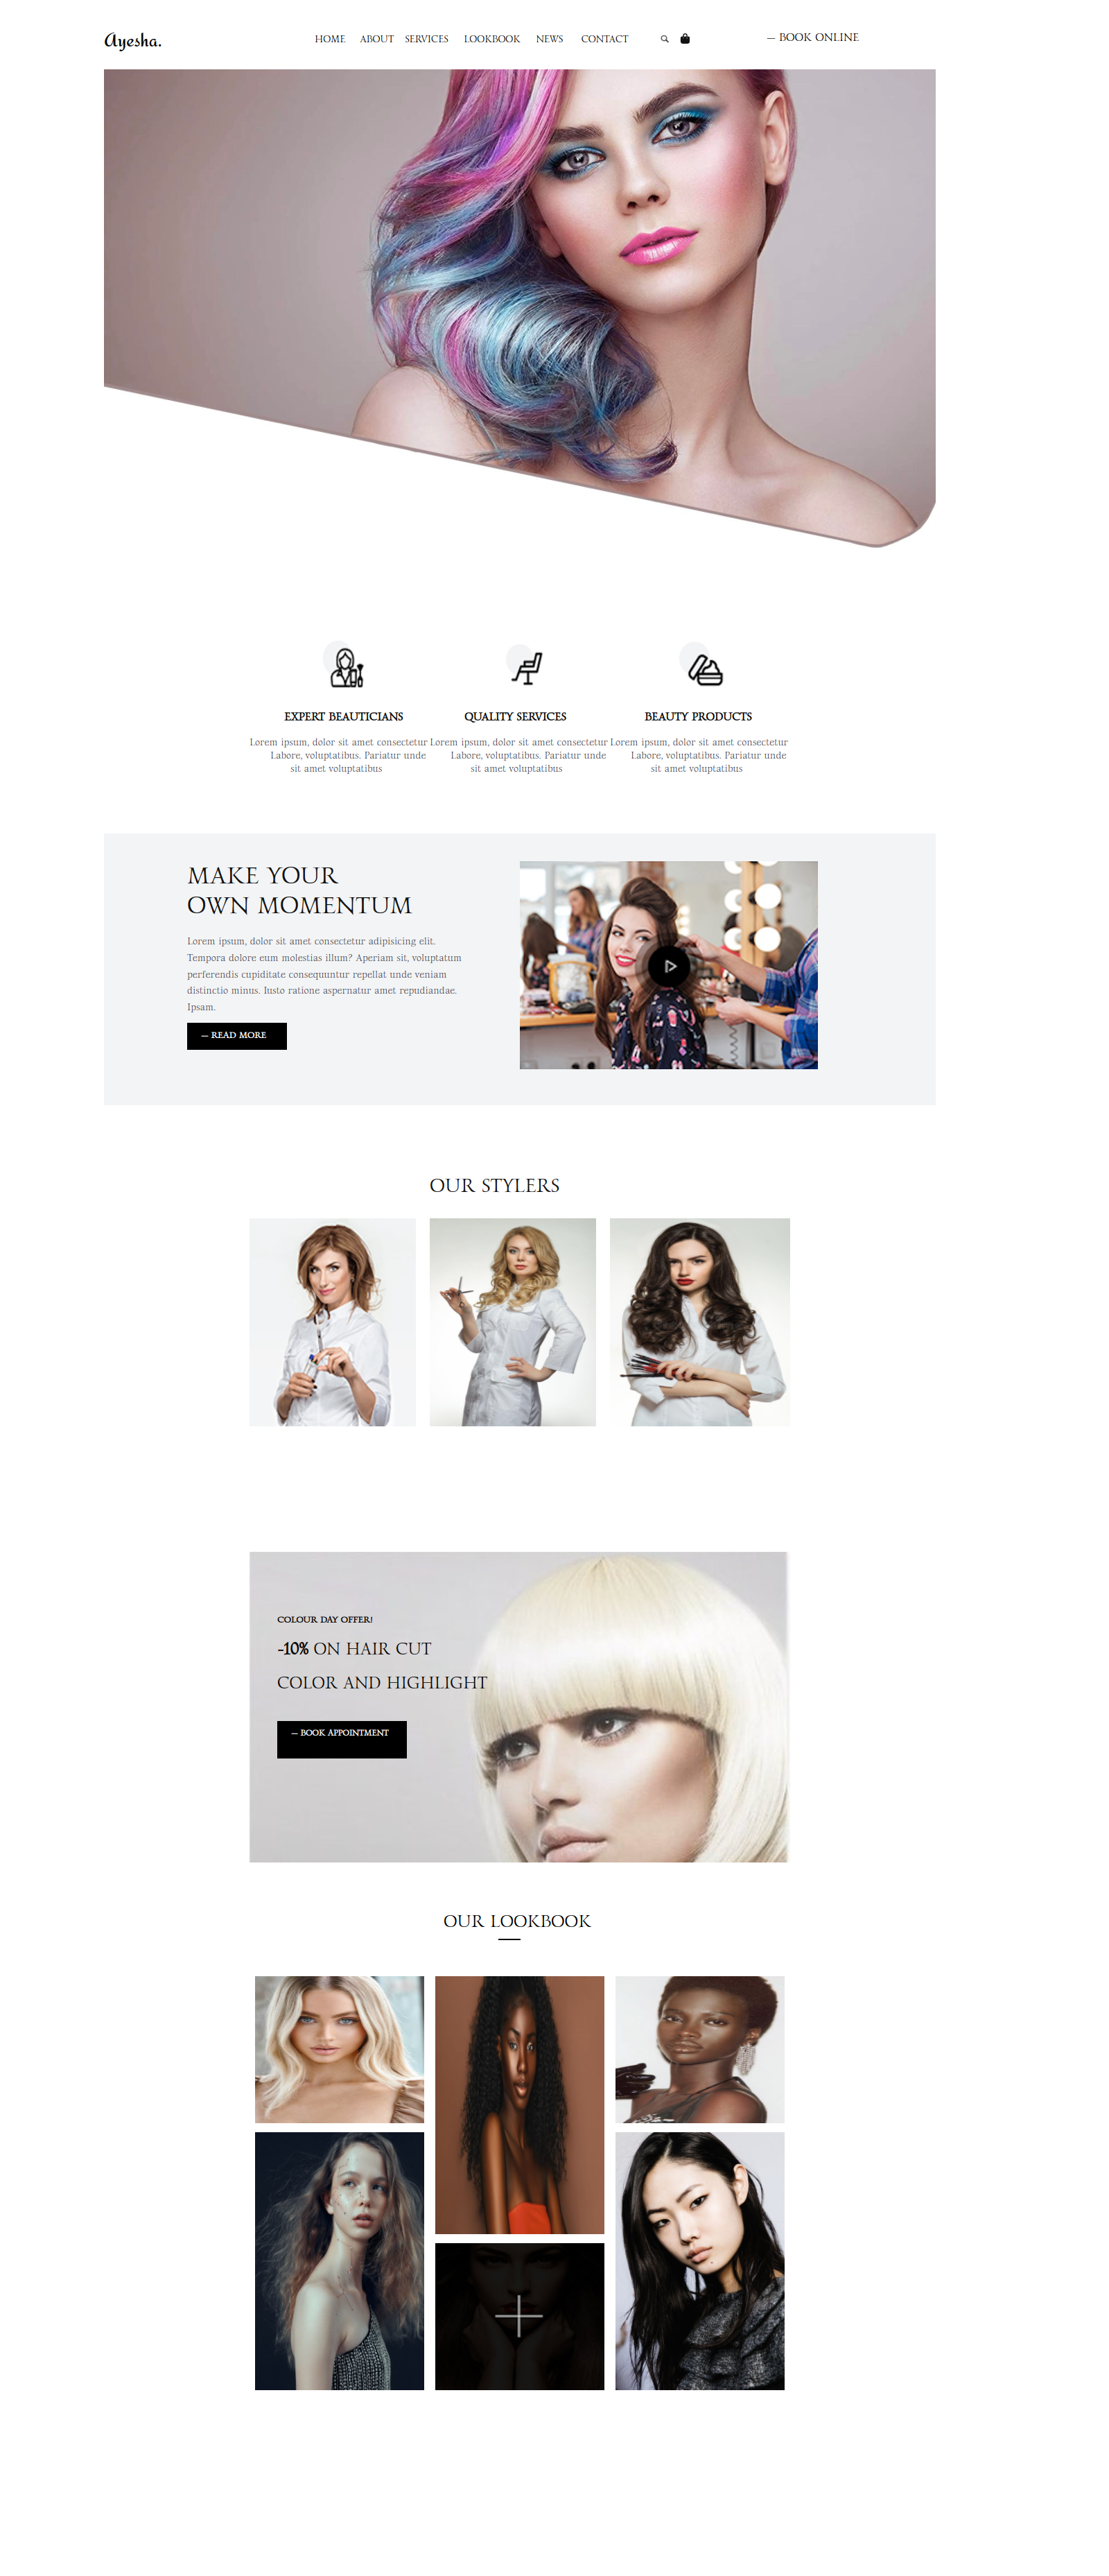 Ayesha.
HOME ABOUT SERVICES LOOKBOOK NEWS CONTACT
— BOOK ONLINE
EXPERT BEAUTICIANS
Lorem ipsum, dolor sit amet consectetur
Labore, voluptatibus. Pariatur unde
sit amet voluptatibus
QUALITY SERVICES
Lorem ipsum, dolor sit amet consectetur
Labore, voluptatibus. Pariatur unde
sit amet voluptatibus
BEAUTY PRODUCTS
Lorem ipsum, dolor sit amet consectetur
Labore, voluptatibus. Pariatur unde
sit amet voluptatibus
MAKE YOUR
OWN MOMENTUM
Lorem ipsum, dolor sit amet consectetur adipisicing elit.
Tempora dolore eum molestias illum? Aperiam sit, voluptatum
perferendis cupiditate consequuntur repellat unde veniam
distinctio minus. Iusto ratione aspernatur amet repudiandae.
Ipsam.
— READ MORE
OUR STYLERS
COLOUR DAY OFFER!
-10% ON HAIR CUT
COLOR AND HIGHLIGHT
— BOOK APPOINTMENT
OUR LOOKBOOK